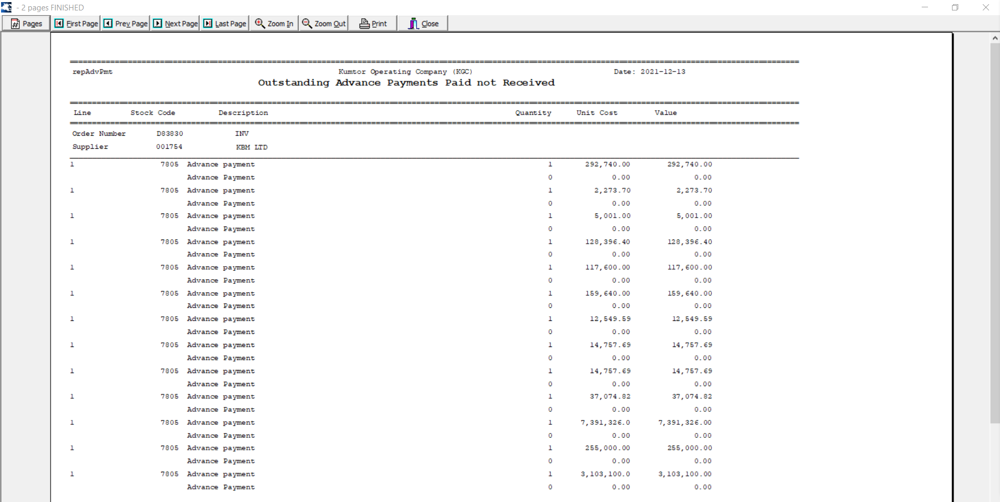 - 2 pages FINISHED
Pages First Page Prev Page Next Page Last Page Zoom In Zoom Out Print Close
repAdvPmt Kumtor Operating Company (KGC) Date: 2021-12-13
Outstanding Advance Payments Paid not Received
Line Stock Code Description Quantity Unit Cost Value
Order Number D83830 INV
Supplier 001754 KBM LTD
1 7805 Advance payment 1 292,740.00 292,740.00
Advance Payment 0 0.00 0.00
1 7805 Advance payment 1 2,273.70 2,273.70
Advance Payment 0 0.00 0.00
1 7805 Advance payment 1 5,001.00 5,001.00
Advance Payment 0 0.00 0.00
1 7805 Advance payment 1 128,396.40 128,396.40
Advance Payment 0 0.00 0.00
1 7805 Advance payment 1 117,600.00 117,600.00
Advance Payment 0 0.00 0.00
1 7805 Advance payment 1 159,640.00 159,640.00
Advance Payment 0 0.00 0.00
1 7805 Advance payment 1 12,549.59 12,549.59
Advance Payment 0 0.00 0.00
1 7805 Advance payment 1 14,757.69 14,757.69
Advance Payment 0 0.00 0.00
1 7805 Advance payment 1 14,757.69 14,757.69
Advance Payment 0 0.00 0.00
1 7805 Advance payment 1 37,074.82 37,074.82
Advance Payment 0 0.00 0.00
1 7805 Advance payment 1 7,391,326.0 7,391,326.00
Advance Payment 0 0.00 0.00
1 7805 Advance payment 1 255,000.00 255,000.00
Advance Payment 0 0.00 0.00
1 7805 Advance payment 1 3,103,100.0 3,103,100.00
Advance Payment 0 0.00 0.00